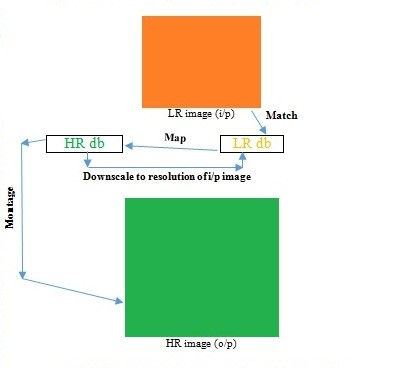 LR image (i/p)
Match
HR db
Map
LR db
Downscale to resolution of i/p image
Montage
HR image (o/p)